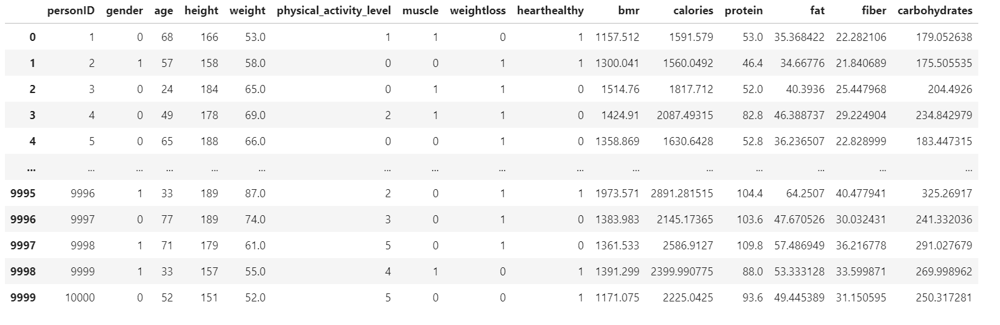 personID gender age height weight physical_activity_level muscle weightloss hearthealthy bmr calories protein fat fiber carbohydrates
0 1 0 68 166 53.0 1 1 0 1 1157.512 1591.579 53.0 35.368422 22.282106 179.052638
1 2 1 57 158 58.0 0 0 1 1 1300.041 1560.0492 46.4 34.66776 21.840689 175.505535
2 3 0 24 184 65.0 0 1 1 0 1514.76 1817.712 52.0 40.3936 25.447968 204.4926
3 4 0 49 178 69.0 2 1 1 0 1424.91 2087.49315 82.8 46.388737 29.224904 234.842979
4 5 0 65 188 66.0 0 0 1 0 1358.869 1630.6428 52.8 36.236507 22.828999 183.447315
... ... ... ... ... ... ... ... ... ... ... ... ... ... ... ...
9995 9996 1 33 189 87.0 2 0 1 1 1973.571 2891.281515 104.4 64.2507 40.477941 325.26917
9996 9997 0 77 189 74.0 3 0 1 0 1383.983 2145.17365 103.6 47.670526 30.032431 241.332036
9997 9998 1 71 179 61.0 5 0 1 0 1361.533 2586.9127 109.8 57.486949 36.216778 291.027679
9998 9999 1 33 157 55.0 4 1 0 1 1391.299 2399.990775 88.0 53.333128 33.599871 269.998962
9999 10000 0 52 151 52.0 5 0 0 1 1171.075 2225.0425 93.6 49.445389 31.150595 250.317281